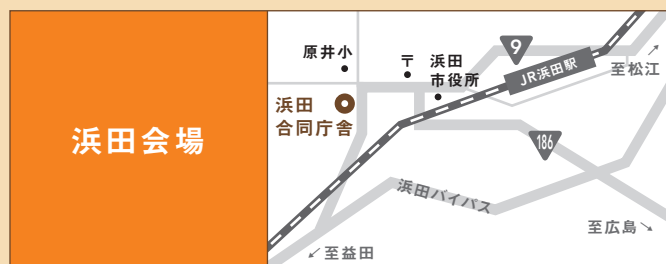 浜田会場
原井小
〒
浜田
市役所
9
JR浜田駅
至松江
浜田
合同庁舎
186
浜田バイパス
至広島
至益田